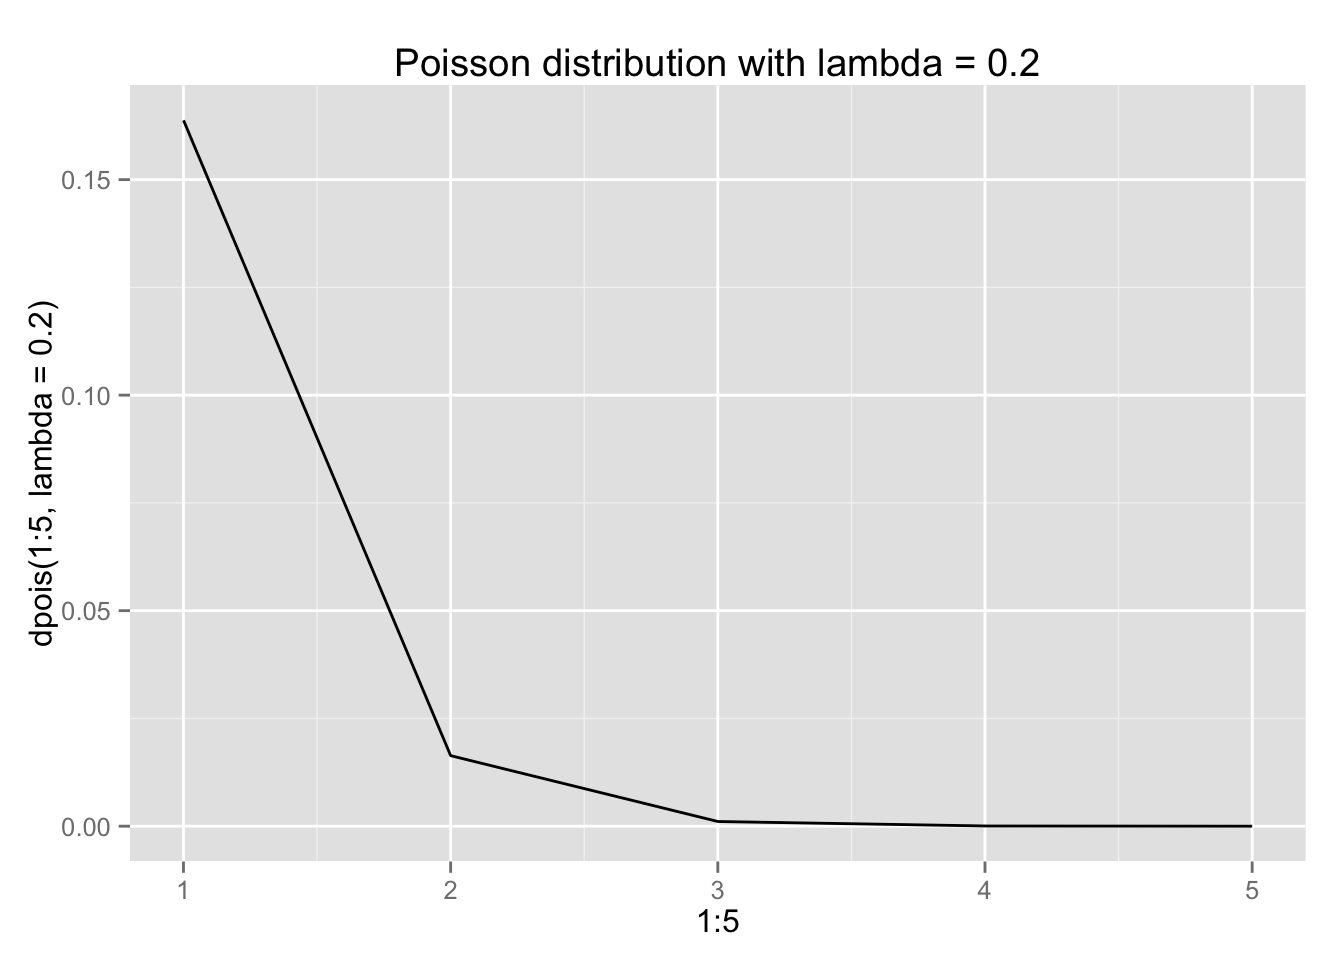 Poisson distribution with lambda = 0.2
dpois(1:5, lambda = 0.2)
0.15
0.10
0.05
0.00
1 2 3 4 5
1:5